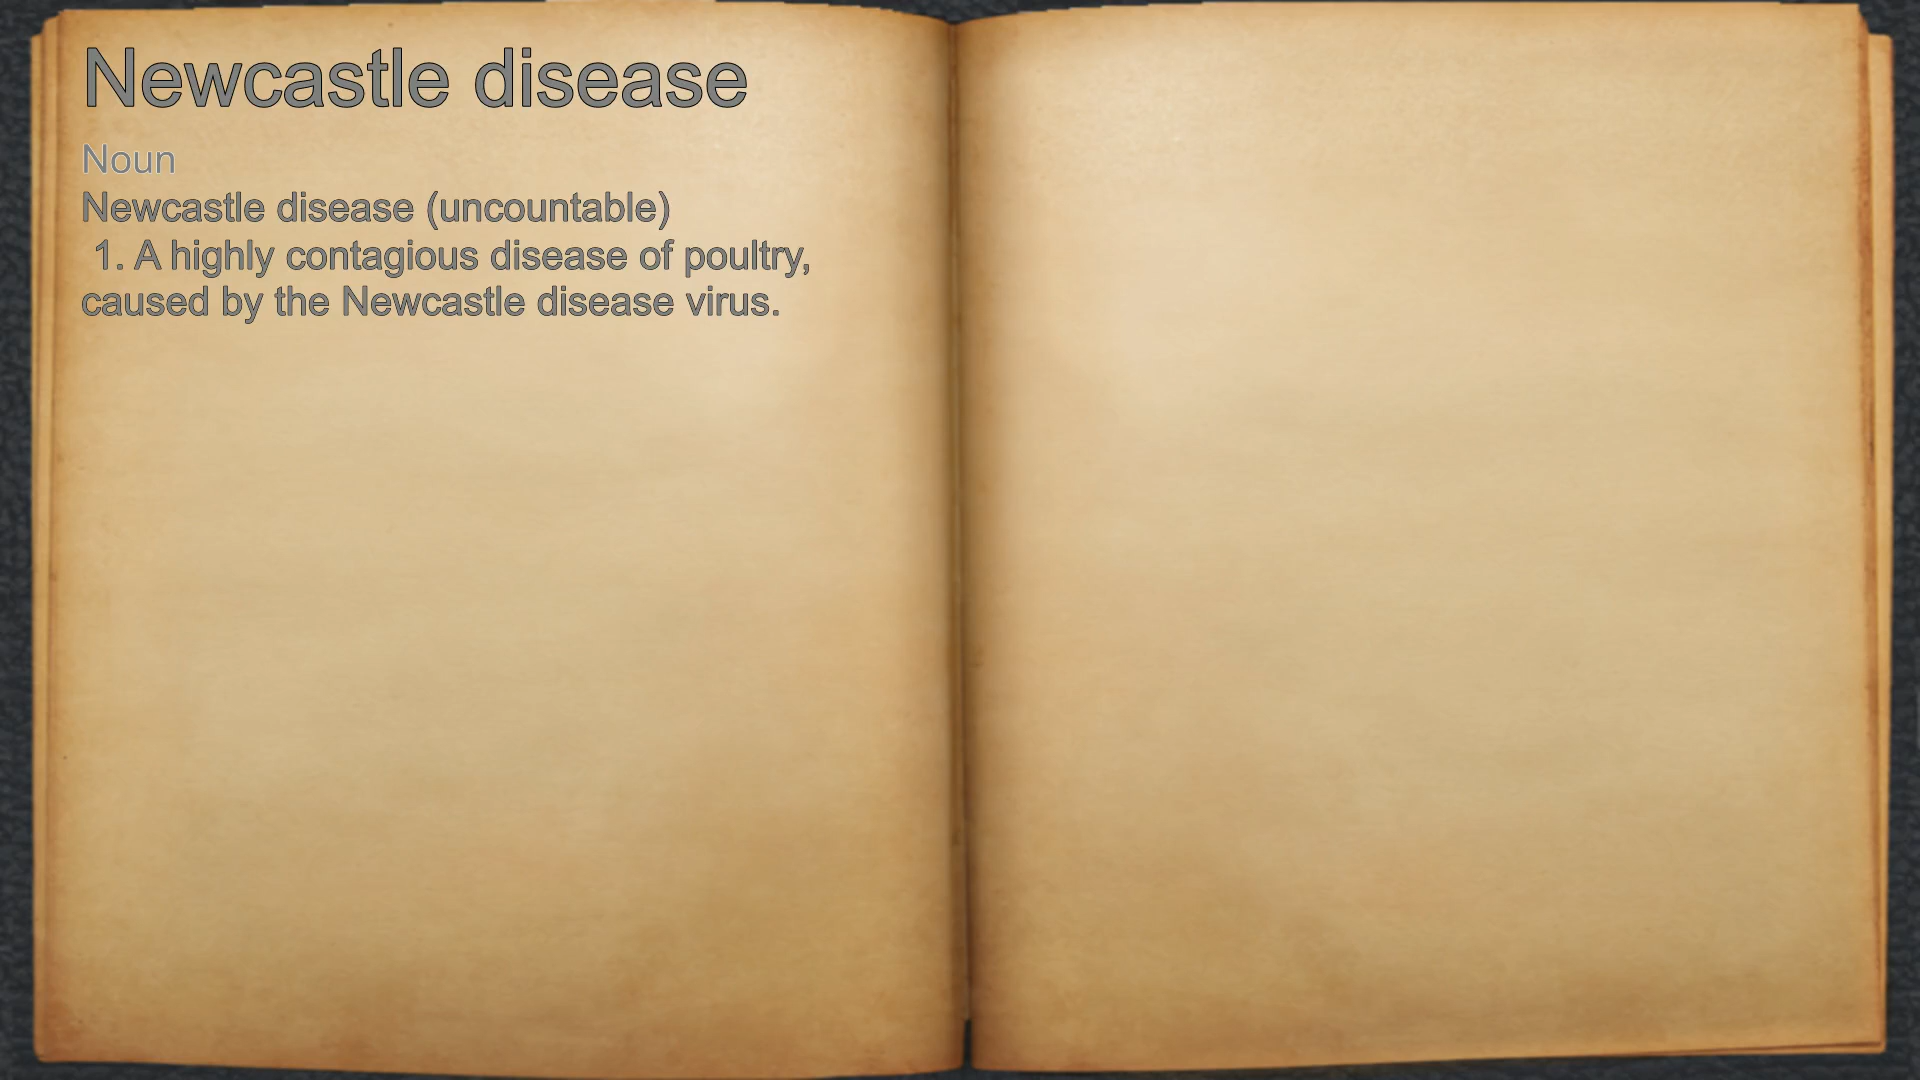 Newcastle disease
Noun
Newcastle disease (uncountable)
1. A highly contagious disease of poultry,
caused by the Newcastle disease virus.